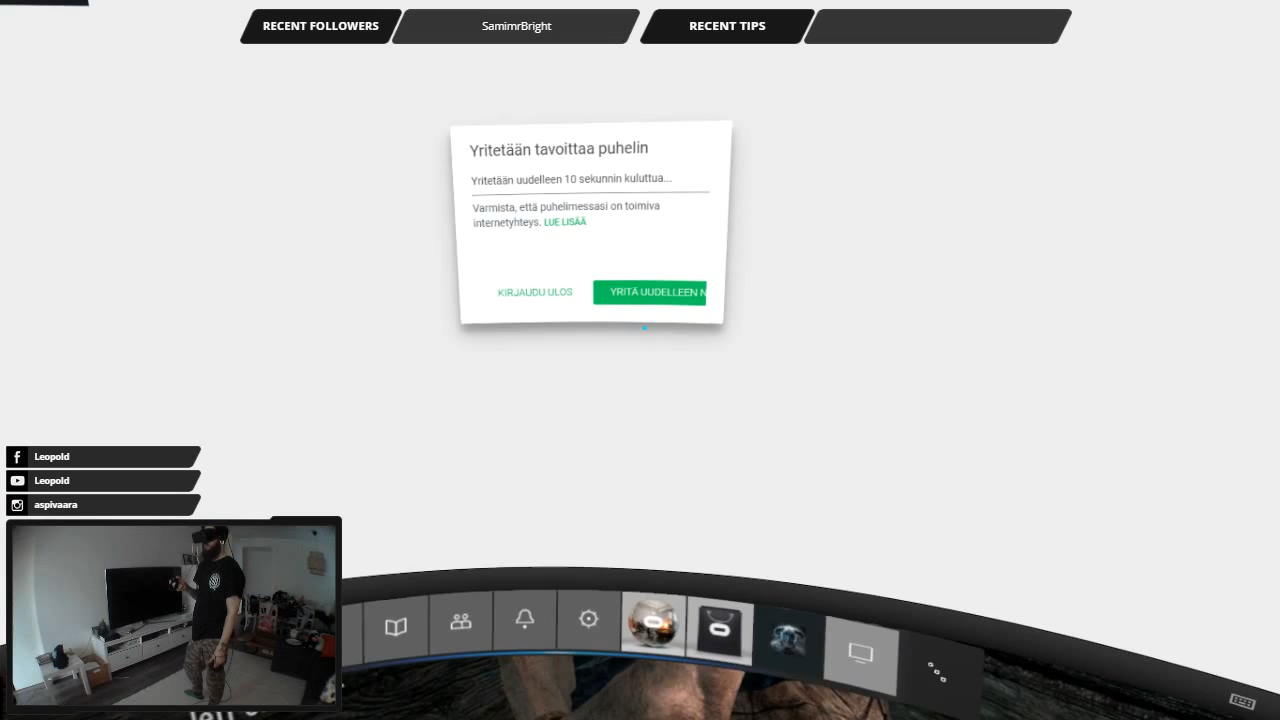 RECENT FOLLOWERS
SamimrBright
RECENT TIPS
Yritetään tavoittaa puhelin
Yritetään uudelleen 10 sekunnin kuluttua...
Varmista, että puhelimessasi on toimiva
internetyhteys. LUE LISÄÄ
KIRJAUDU ULOS
YRITÄ UUDELLEEN N
Leopold
Leopold
aspivaara